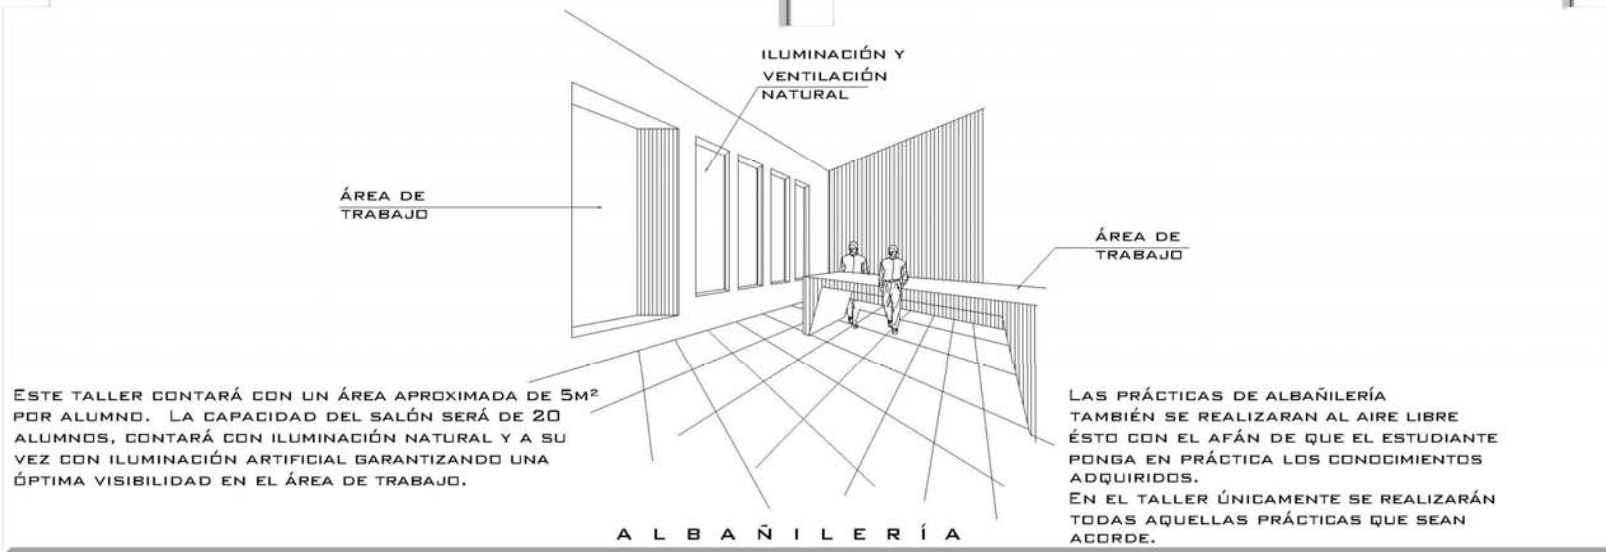 ILUMINACIÓN Y
VENTILACIÓN
NATURAL
ÁREA DE
TRABAJO
ÁREA DE
TRABAJO
ESTE TALLER CONTARÁ CON UN ÁREA APROXIMADA DE 5M²
POR ALUMNO. LA CAPACIDAD DEL SALÓN SERÁ DE 20
ALUMNOS, CONTARÁ CON ILUMINACIÓN NATURAL Y A SU
VEZ CON ILUMINACIÓN ARTIFICIAL GARANTIZANDO UNA
ÓPTIMA VISIBILIDAD EN EL ÁREA DE TRABAJO.
LAS PRÁCTICAS DE ALBAÑILERÍA
TAMBIÉN SE REALIZARAN AL AIRE LIBRE
ÉSTO CON EL AFÁN DE QUE EL ESTUDIANTE
PONGA EN PRÁCTICA LOS CONOCIMIENTOS
ADQUIRIDOS.
EN EL TALLER ÚNICAMENTE SE REALIZARÁN
TODAS AQUELLAS PRÁCTICAS QUE SEAN
ACORDE.
ALBAÑILERÍA